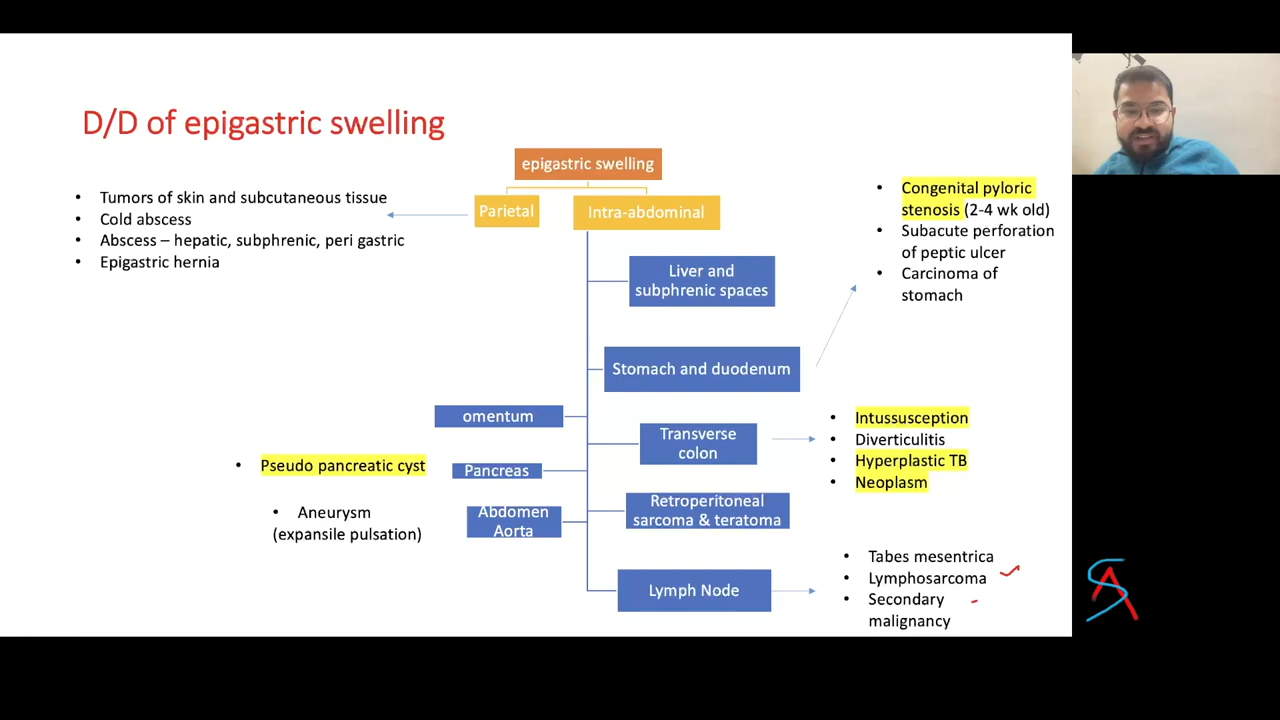 D/D of epigastric swelling
epigastric swelling
Parietal
Intra-abdominal
• Tumors of skin and subcutaneous tissue
• Cold abscess
• Abscess – hepatic, subphrenic, peri gastric
• Epigastric hernia
• Congenital pyloric
stenosis (2-4 wk old)
• Subacute perforation
of peptic ulcer
• Carcinoma of
stomach
Liver and
subphrenic spaces
Stomach and duodenum
omentum
Transverse
colon
• Intussusception
• Diverticulitis
• Hyperplastic TB
• Neoplasm
• Pseudo pancreatic cyst
Pancreas
• Aneurysm
(expansile pulsation)
Abdomen
Aorta
Retroperitoneal
sarcoma & teratoma
Lymph Node
• Tabes mesentrica
• Lymphosarcoma
• Secondary
malignancy
SA